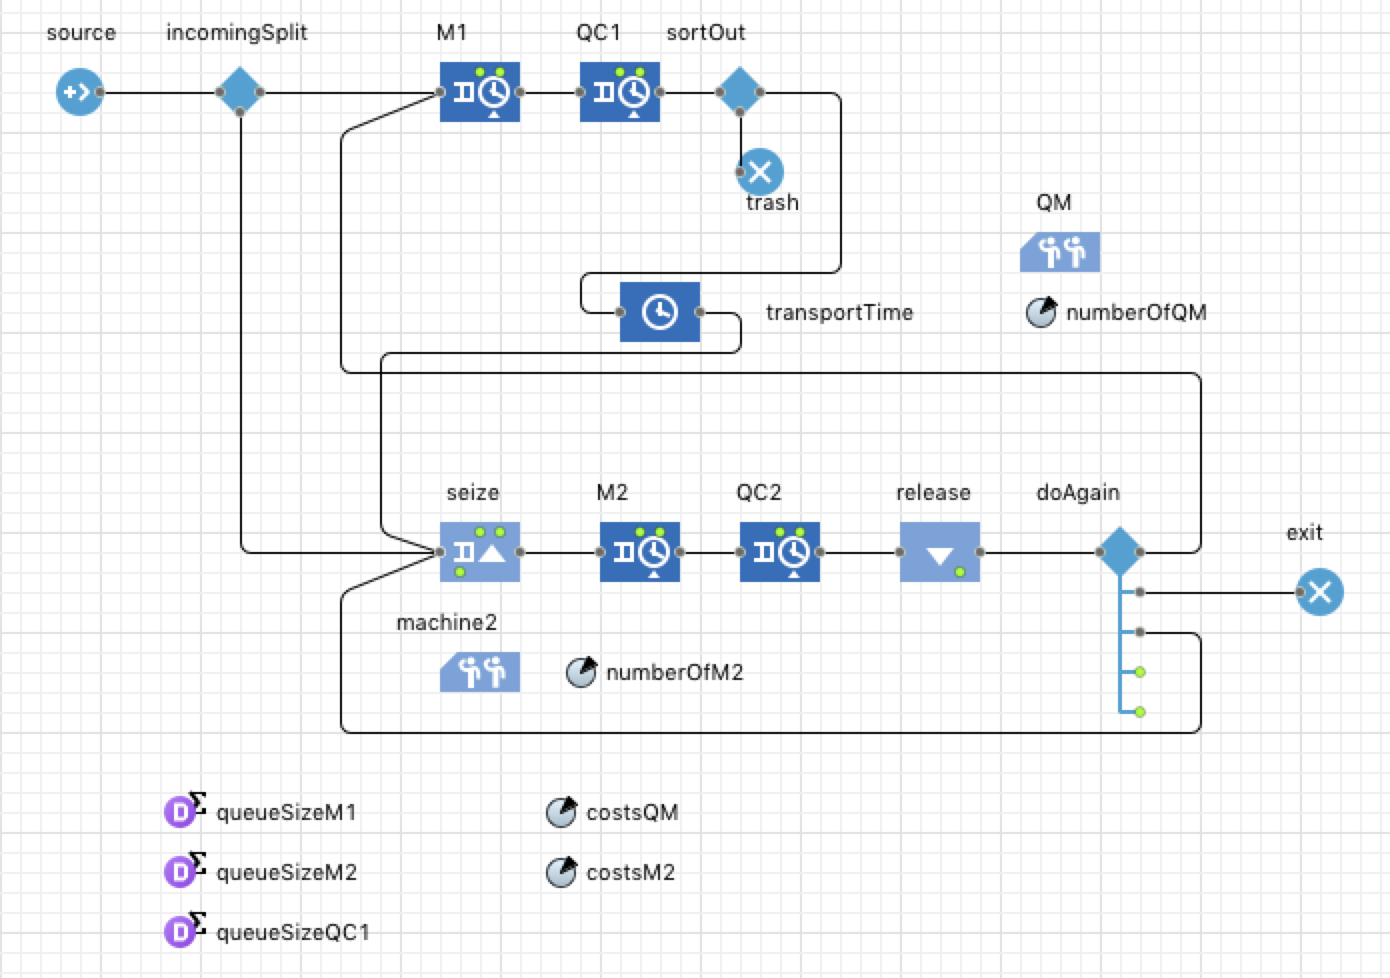 source
incomingSplit
M1
QC1
sortOut
trash
QM
transportTime
numberOfQM
seize
M2
QC2
release
doAgain
exit
machine2
numberOfM2
D Σ queueSizeM1
costsQM
D Σ queueSizeM2
costsM2
D Σ queueSizeQC1